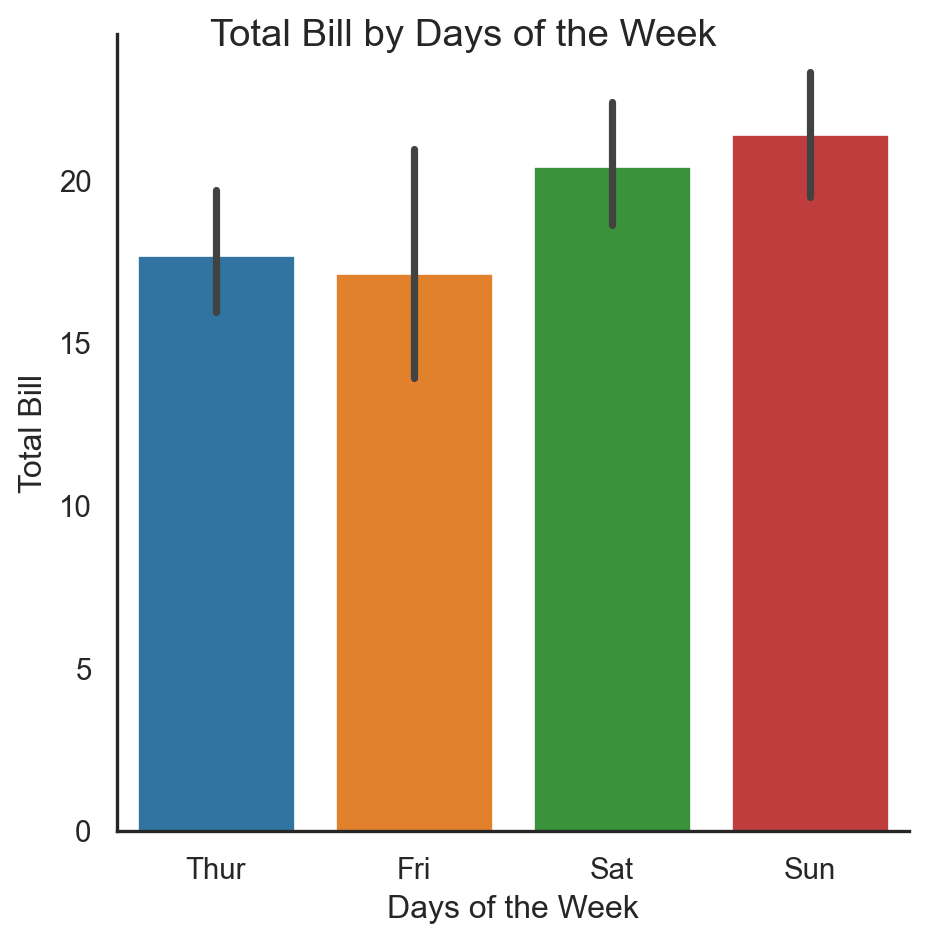 Total Bill by Days of the Week
20
15
10
5
0
Total Bill
Thur Fri Sat Sun
Days of the Week